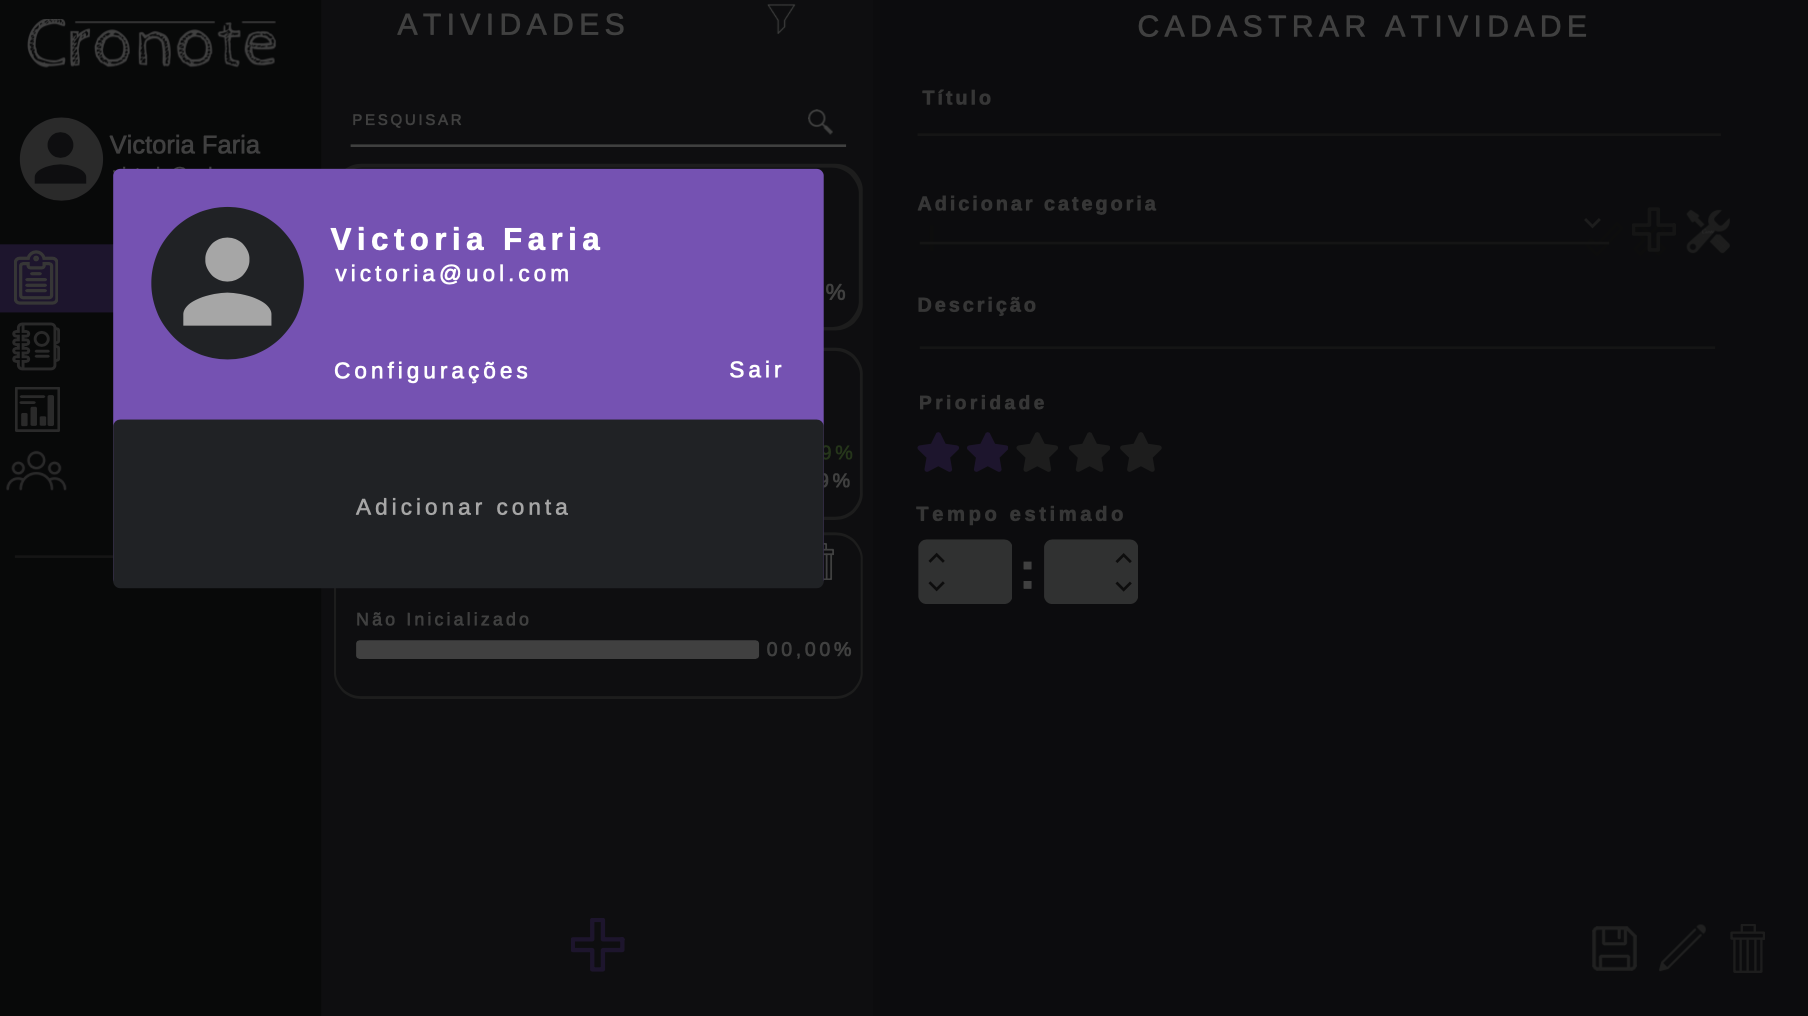 Cronote
Victoria Faria
ATIVIDADES
PESQUISAR
Victoria Faria
victoria@uol.com
Configurações
Sair
Adicionar conta
%
9%
9%
Não Inicializado
00,00%
CADASTRAR ATIVIDADE
Título
Adicionar categoria
Descrição
Prioridade
Tempo estimado
: